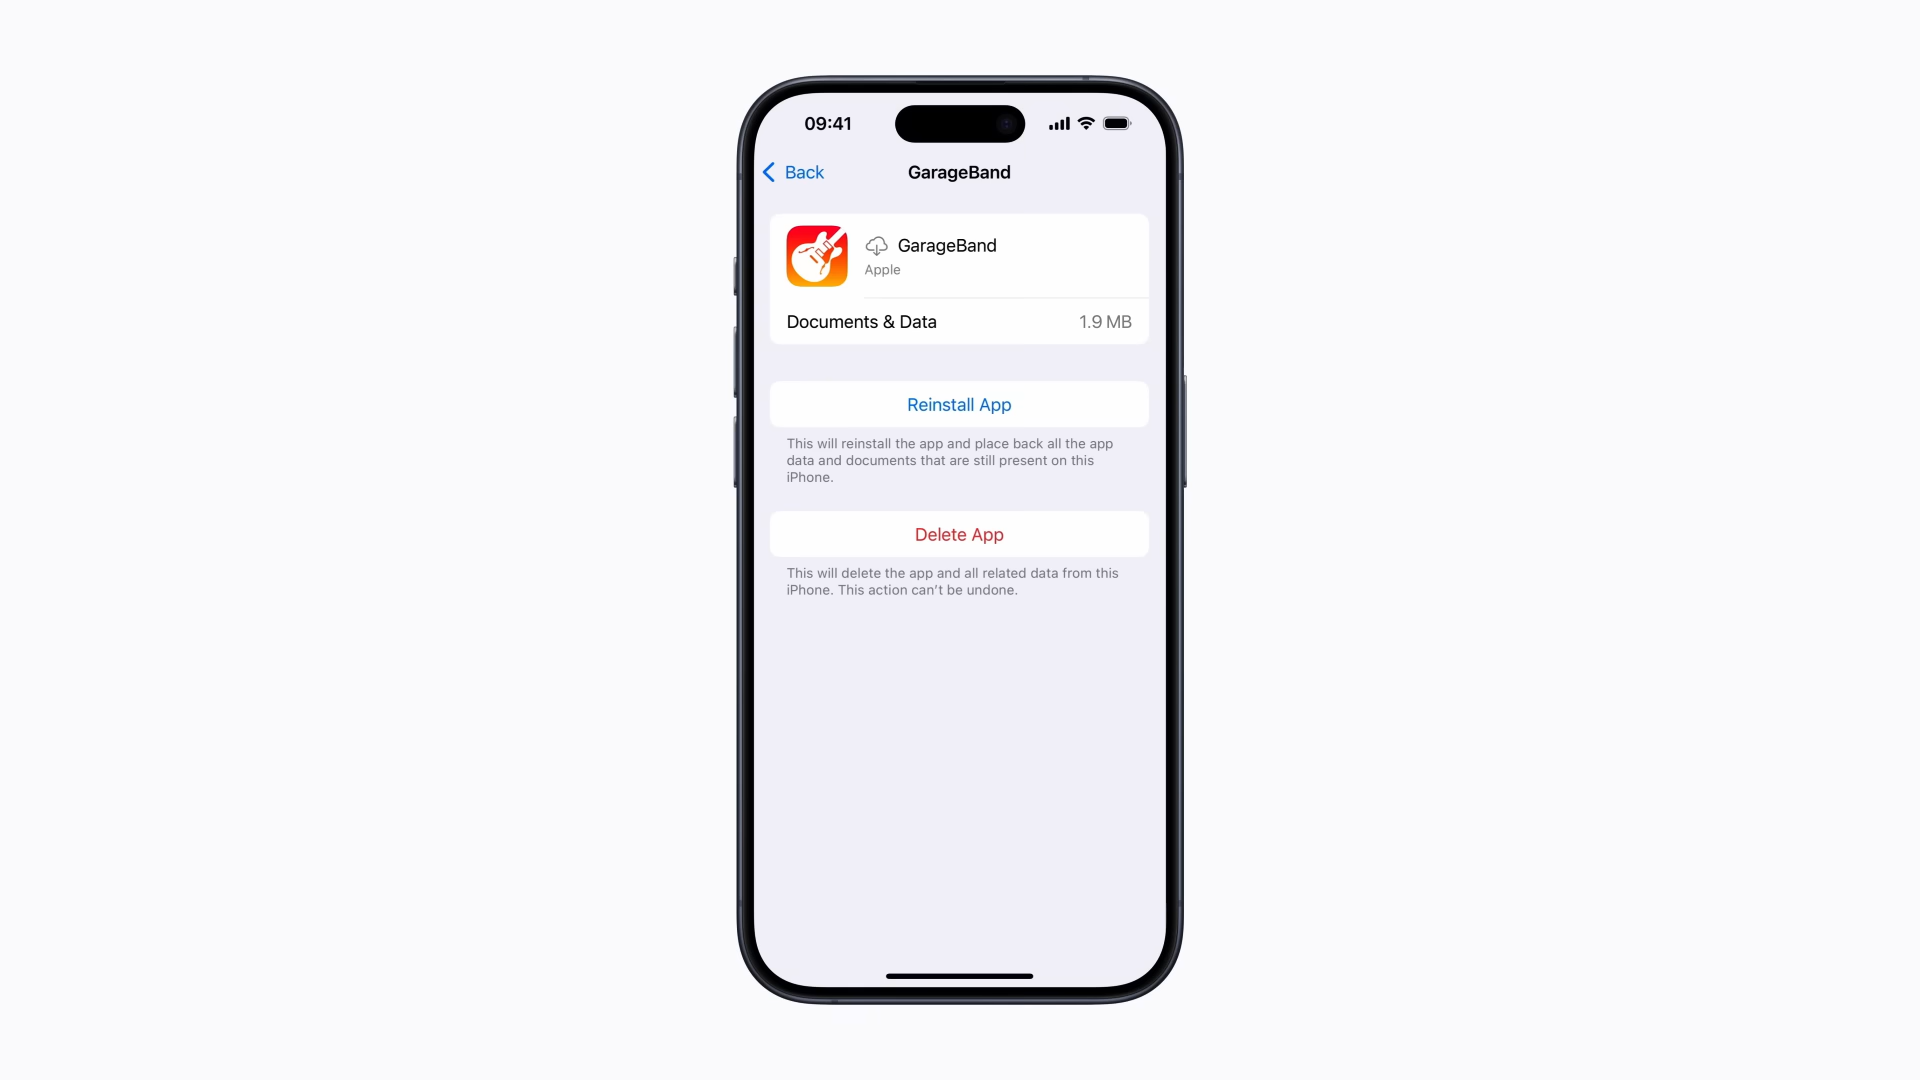 09:41
Back
GarageBand
GarageBand
Apple
Documents & Data
1.9 MB
Reinstall App
This will reinstall the app and place back all the app
data and documents that are still present on this
iPhone.
Delete App
This will delete the app and all related data from this
iPhone. This action can’t be undone.